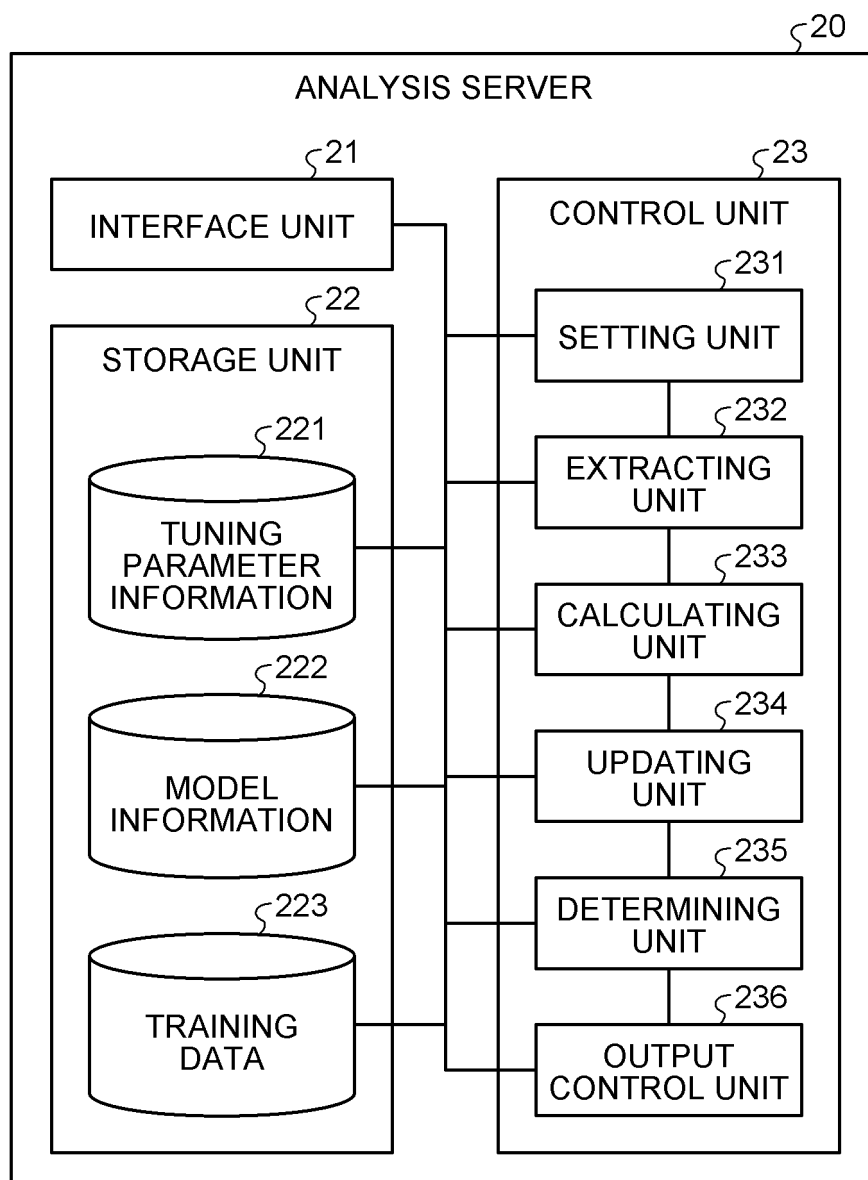 20
ANALYSIS SERVER
21
INTERFACE UNIT
22
STORAGE UNIT
221
TUNING
PARAMETER
INFORMATION
222
MODEL
INFORMATION
223
TRAINING
DATA
23
CONTROL UNIT
231
SETTING UNIT
232
EXTRACTING
UNIT
233
CALCULATING
UNIT
234
UPDATING
UNIT
235
DETERMINING
UNIT
236
OUTPUT
CONTROL UNIT